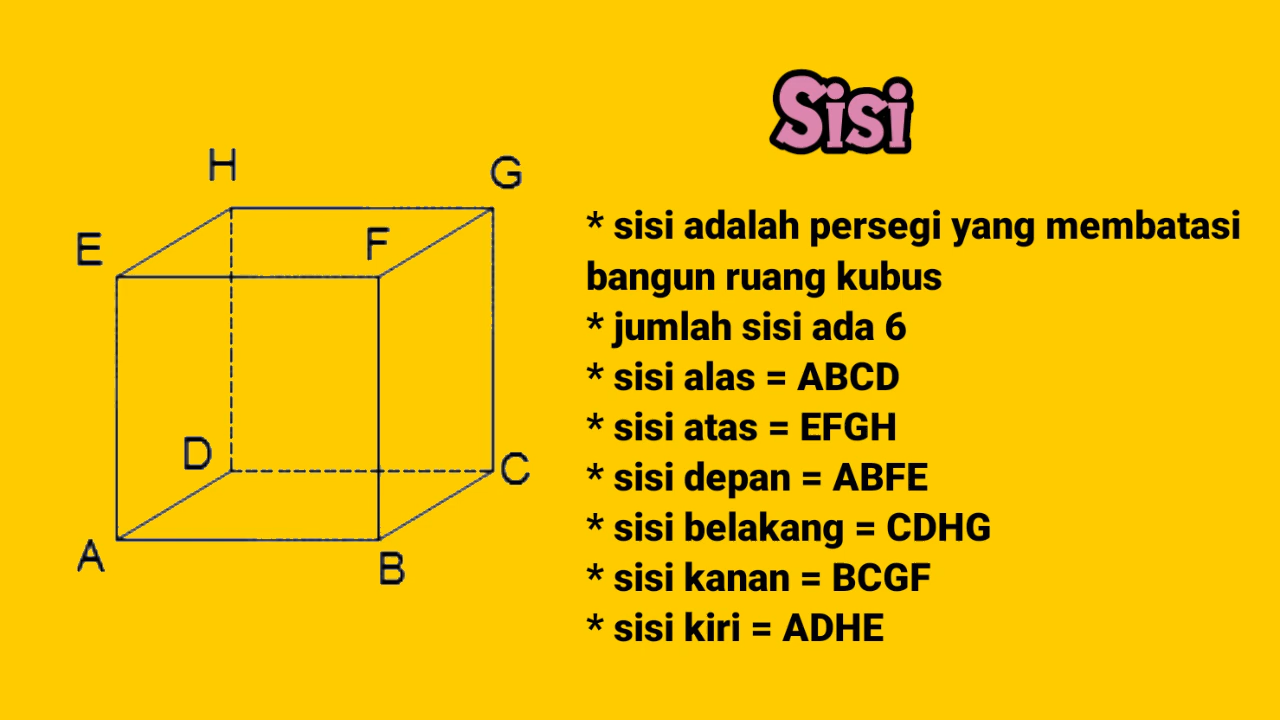 Sisi
H
G
E
F
D
C
A
B
* sisi adalah persegi yang membatasi
bangun ruang kubus
* jumlah sisi ada 6
* sisi alas = ABCD
* sisi atas = EFGH
* sisi depan = ABFE
* sisi belakang = CDHG
* sisi kanan = BCGF
* sisi kiri = ADHE